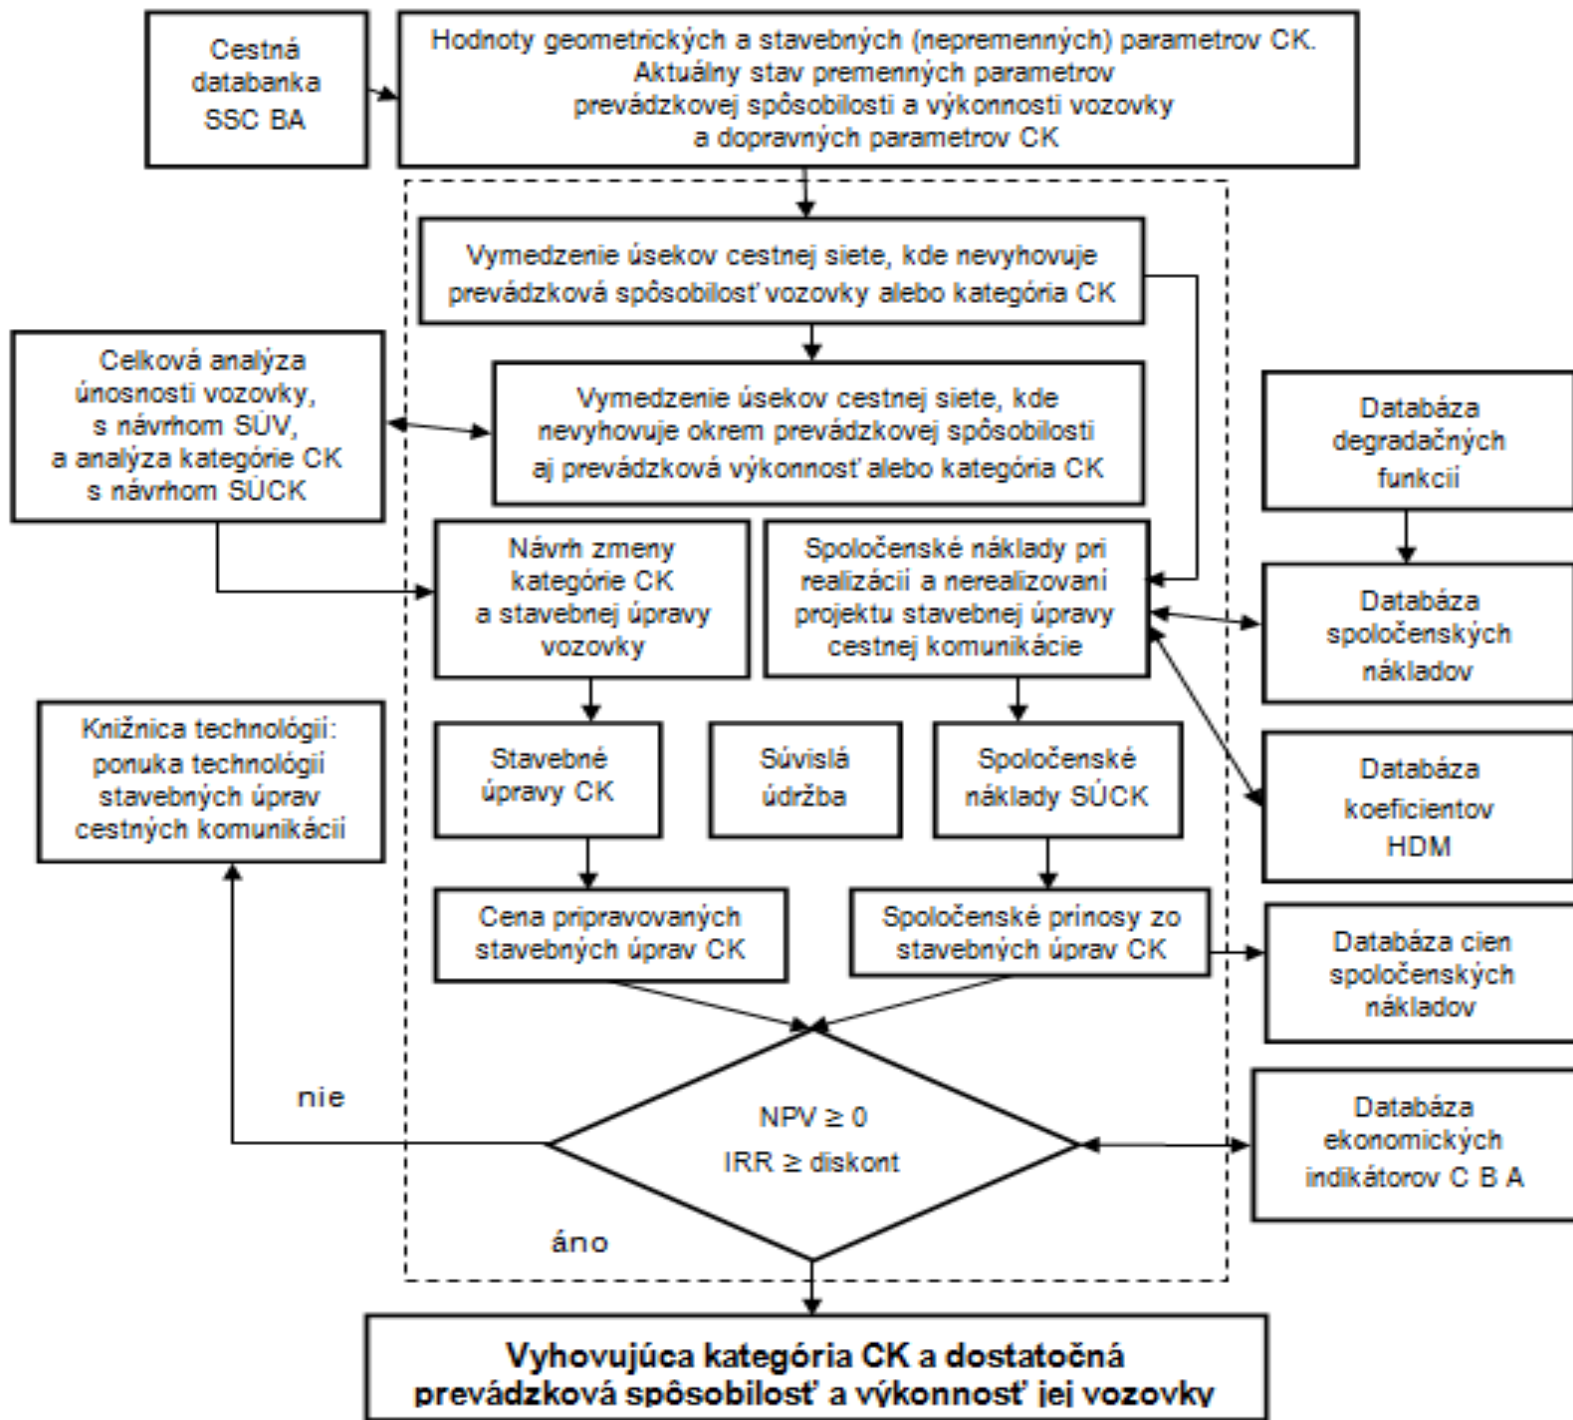 Cestná
databanka
SSC BA
Hodnoty geometrických a stavebných (nepremenných) parametrov CK.
Aktuálny stav premenných parametrov
prevádzkovej spôsobilosti a výkonnosti vozovky
a dopravných parametrov CK
Vymedzenie úsekov cestnej siete, kde nevyhovuje
prevádzková spôsobilosť vozovky alebo kategória CK
Celková analýza
únosnosti vozovky,
s návrhom SÚV,
a analýza kategórie CK
s návrhom SÚCK
Vymedzenie úsekov cestnej siete, kde
nevyhovuje okrem prevádzkovej spôsobilosti
aj prevádzková výkonnosť alebo kategória CK
Databáza
degradačných
funkcií
Návrh zmeny
kategórie CK
a stavebnej úpravy
vozovky
Spoločenské náklady pri
realizácií a nerealizovaní
projektu stavebnej úpravy
cestnej komunikácie
Databáza
spoločenských
nákladov
Knižnica technológií:
ponuka technológií
stavebných úprav
cestných komunikácií
Stavebné
úpravy CK
Súvislá
údržba
Spoločenské
náklady SÚCK
Databáza
koeficientov
HDM
Cena pripravovaných
stavebných úprav CK
Spoločenské prínosy zo
stavebných úprav CK
Databáza cien
spoločenských
nákladov
nie
NPV ≥ 0
IRR ≥ diskont
Databáza
ekonomických
indikátorov C B A
áno
Vyhovujúca kategória CK a dostatočná
prevádzková spôsobilosť a výkonnosť jej vozovky